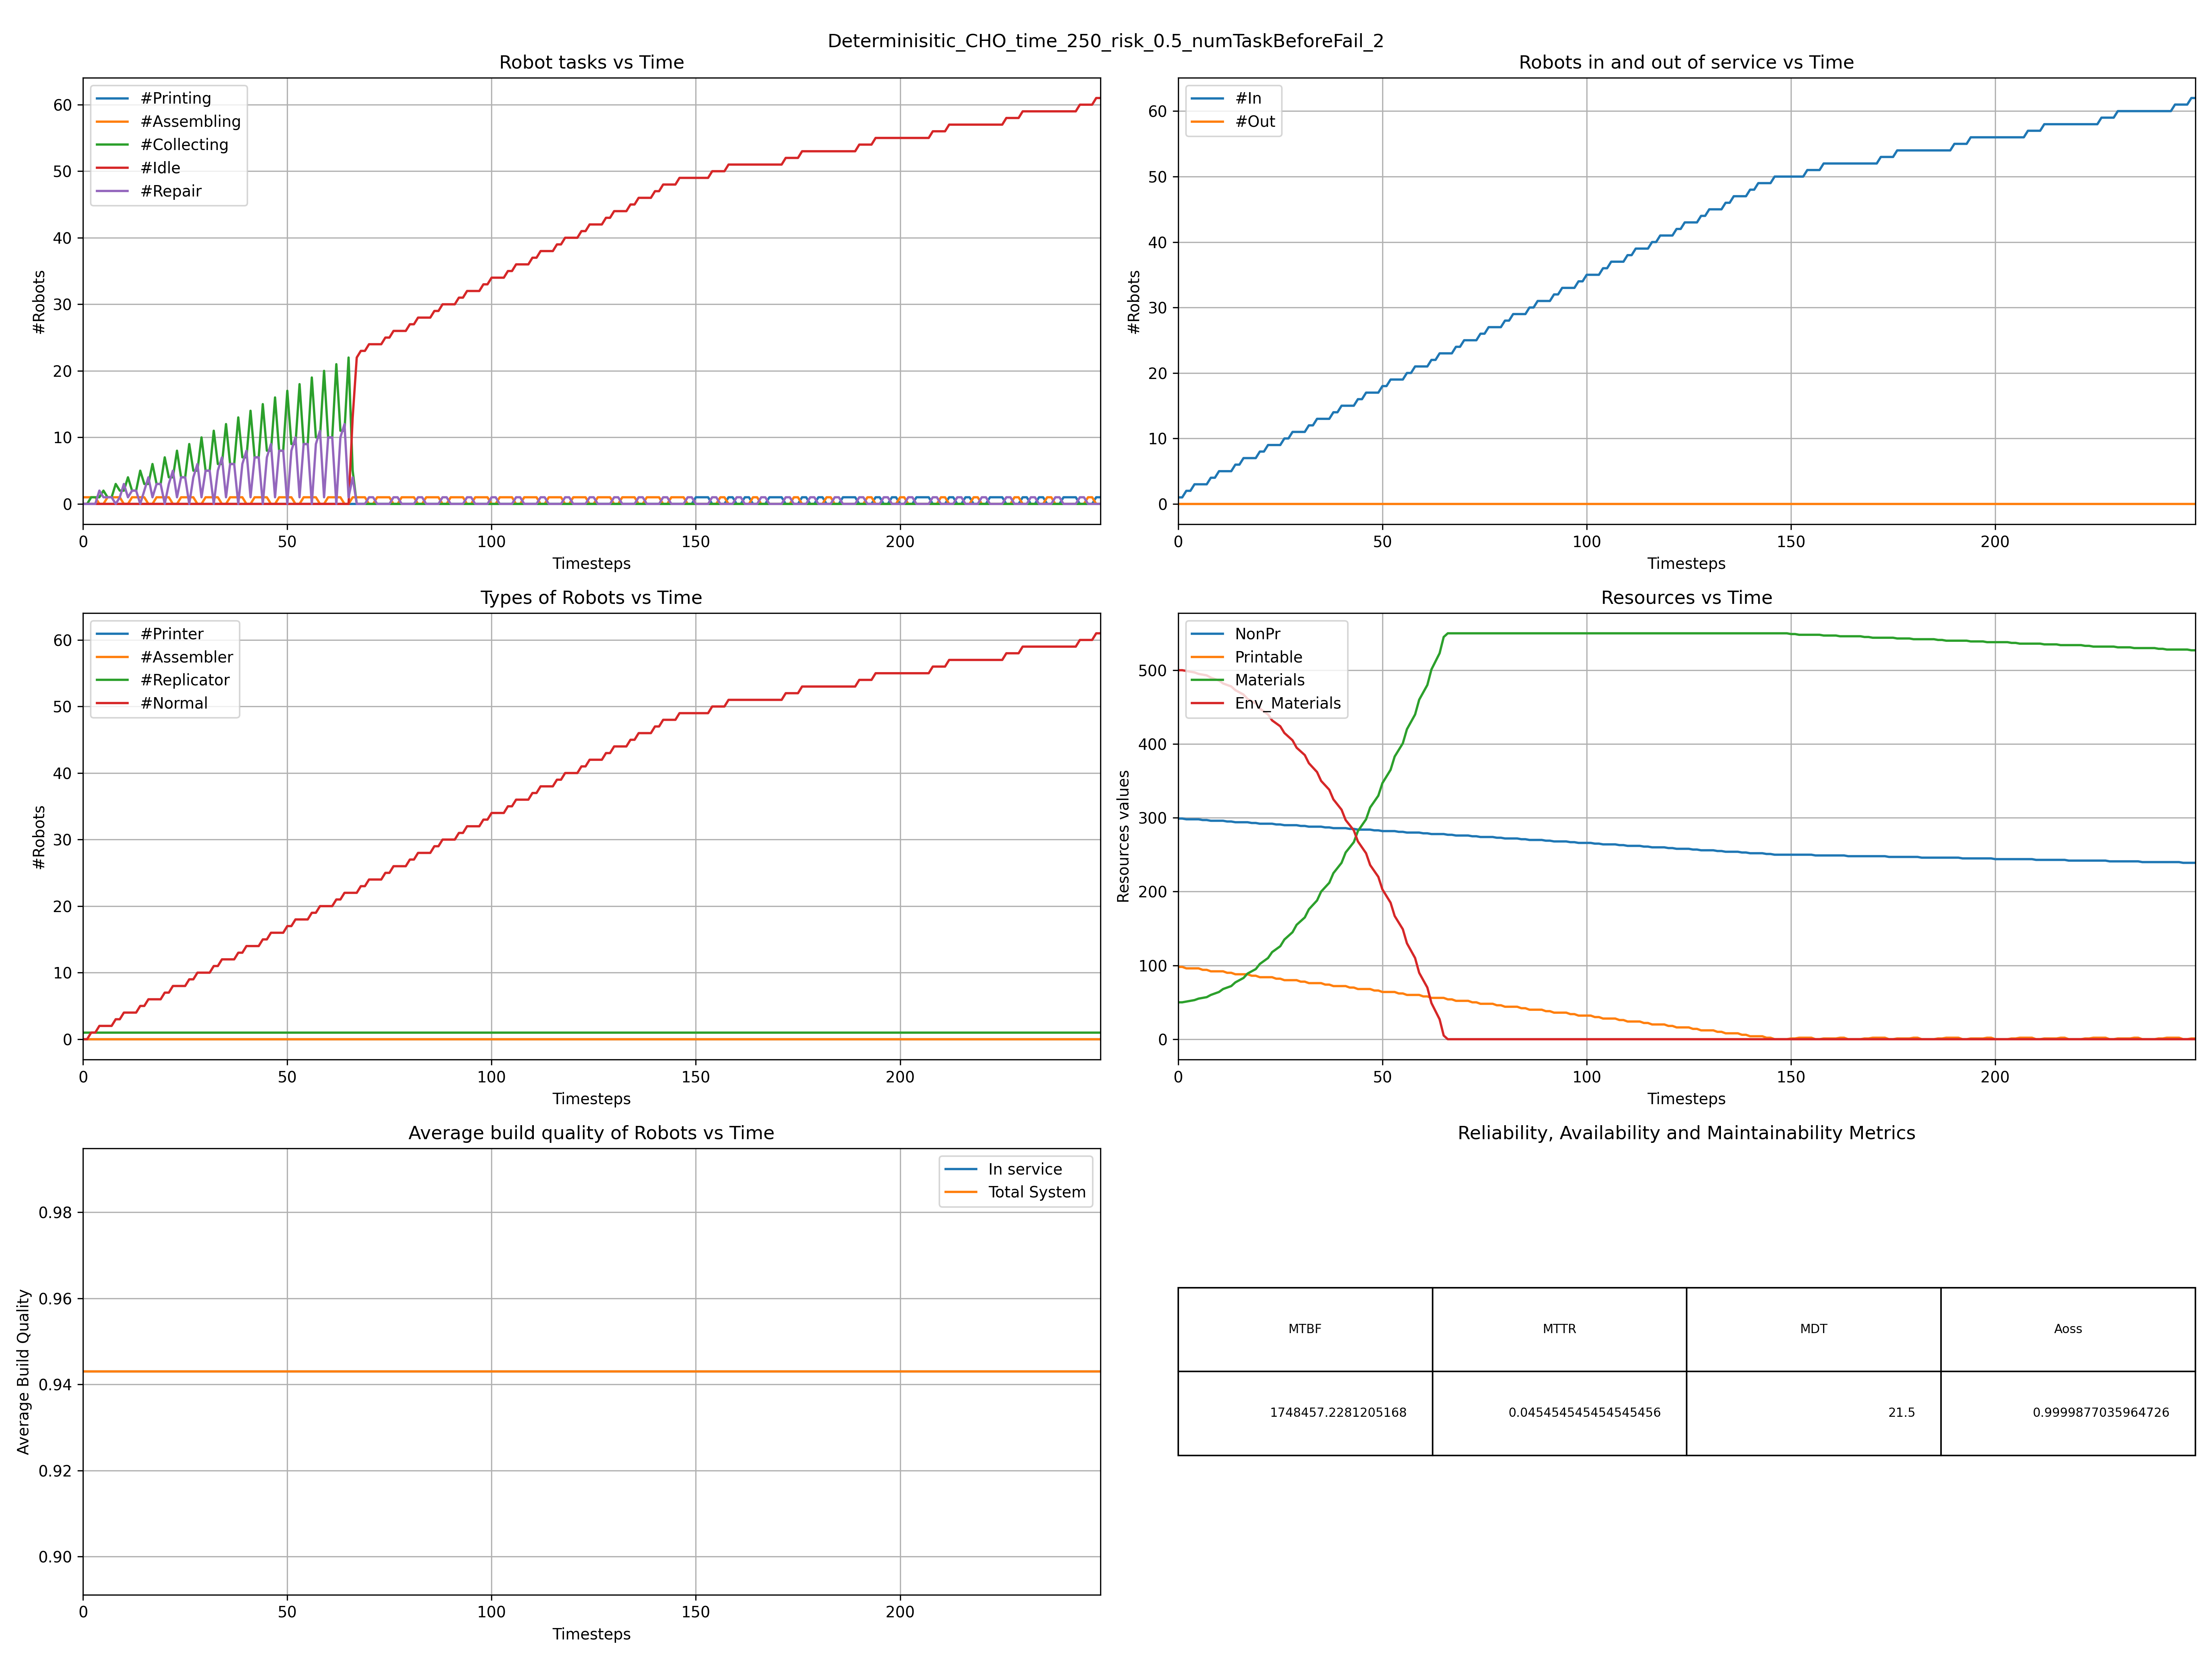 Determinisitic_CHO_time_250_risk_0.5_numTaskBeforeFail_2
Robot tasks vs Time
#Printing
#Assembling
#Collecting
#Idle
#Repair
60
50
40
30
20
10
0
#Robots
0 50 100 150 200
Timesteps
Robots in and out of service vs Time
#In
#Out
60
50
40
30
20
10
0
#Robots
0 50 100 150 200
Timesteps
Types of Robots vs Time
#Printer
#Assembler
#Replicator
#Normal
60
50
40
30
20
10
0
#Robots
0 50 100 150 200
Timesteps
Resources vs Time
NonPr
Printable
Materials
Env_Materials
500
400
300
200
100
0
Resources values
0 50 100 150 200
Timesteps
Average build quality of Robots vs Time
In service
Total System
0.98
0.96
0.94
0.92
0.90
Average Build Quality
0 50 100 150 200
Timesteps
Reliability, Availability and Maintainability Metrics
MTBF MTTR MDT Aoss
1748457.2281205168 0.045454545454545456 21.5 0.9999877035964726